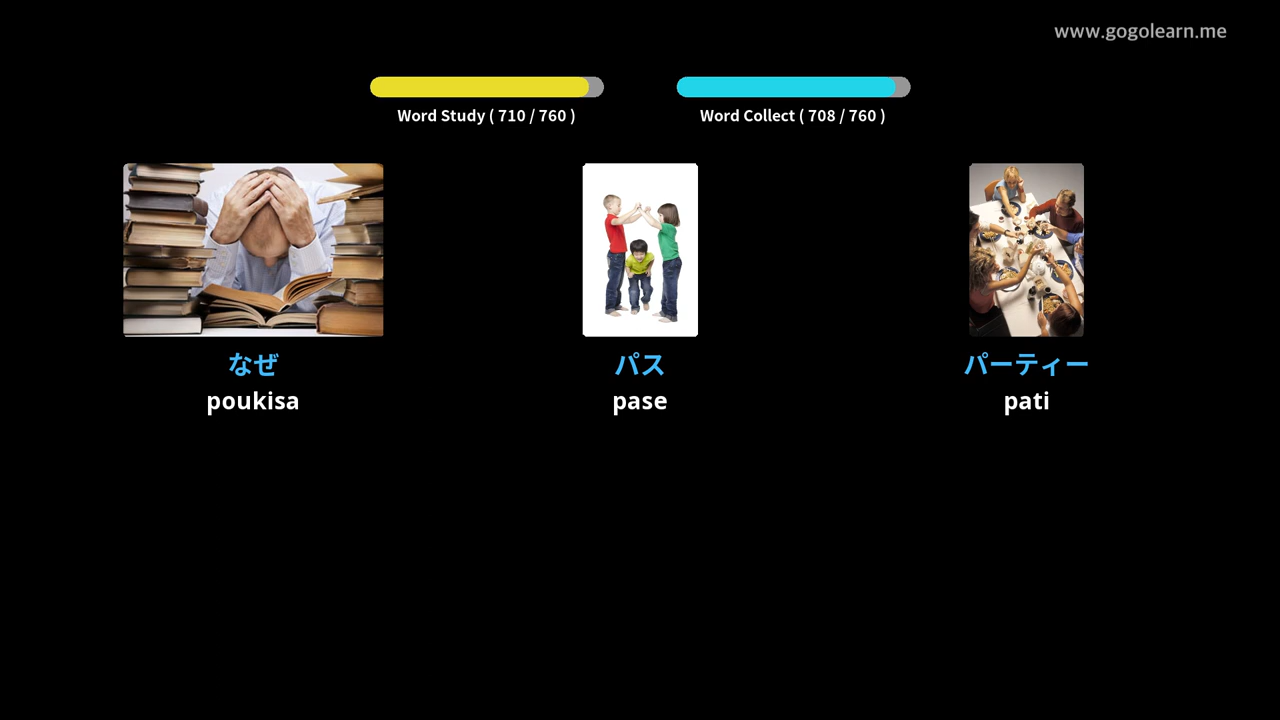 www.gogolearn.me
Word Study ( 710 / 760 )
Word Collect ( 708 / 760 )
なぜ
poukisa
パス
pase
パーティー
pati